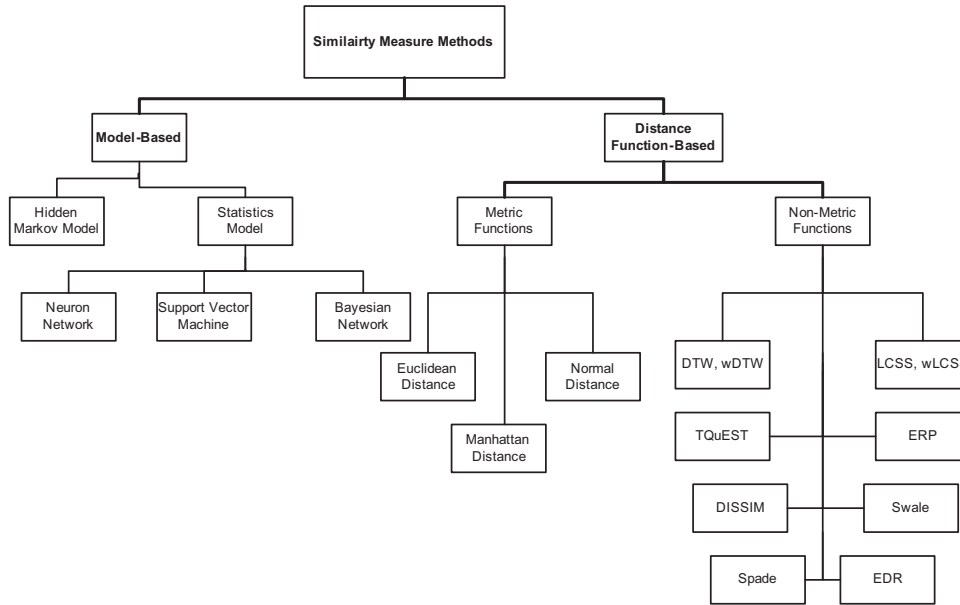 Similairty Measure Methods
Model-Based
Distance
Function-Based
Hidden
Markov Model
Statistics
Model
Metric
Functions
Non-Metric
Functions
Neuron
Network
Support Vector
Machine
Bayesian
Network
Euclidean
Distance
Normal
Distance
Manhattan
Distance
DTW, wDTW
LCSS, wLCS
TQuEST
ERP
DISSIM
Swale
Spade
EDR